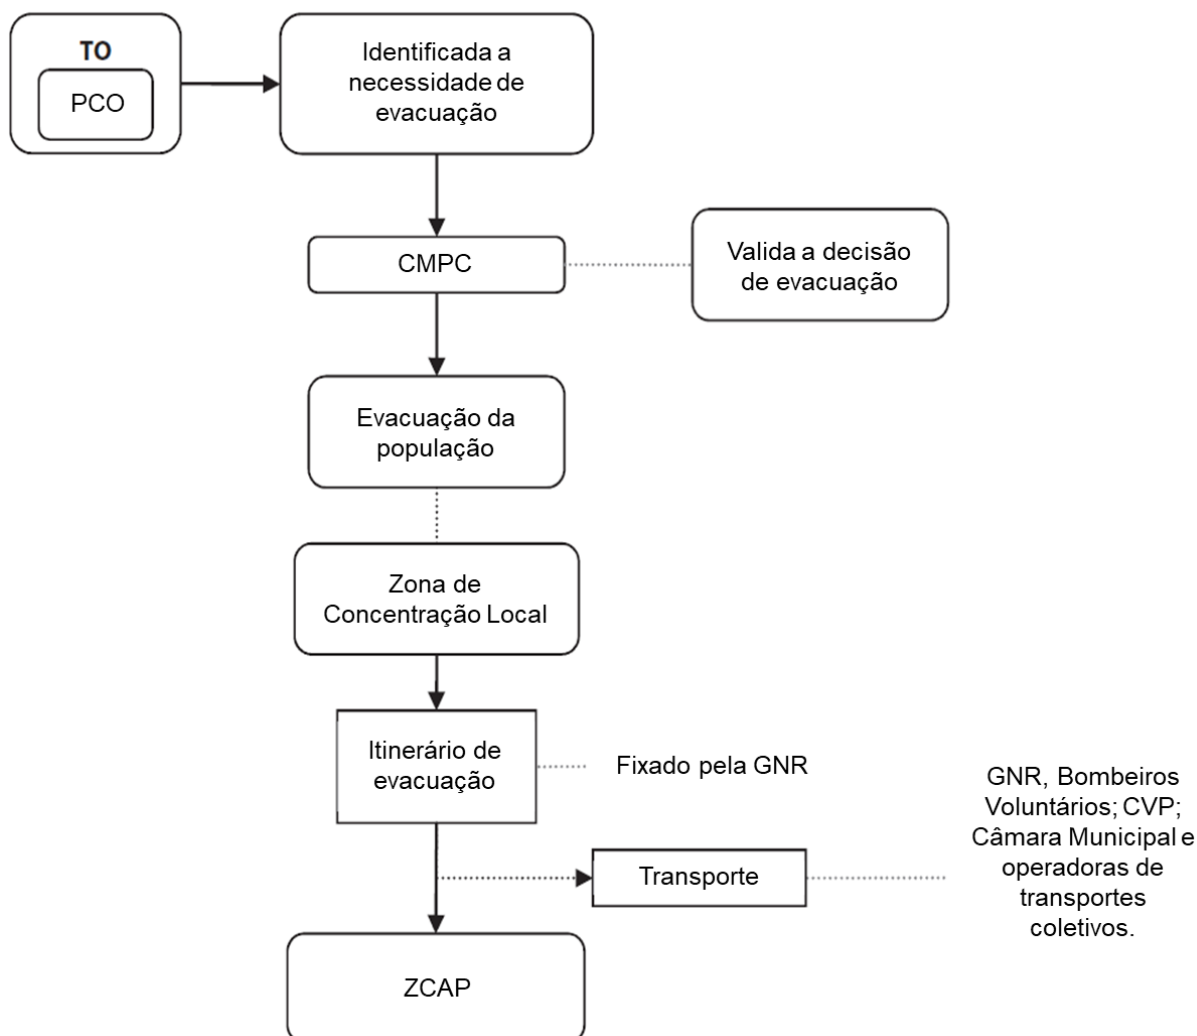 TO
PCO
Identificada a
necessidade de
evacuação
CMPC
Valida a decisão
de evacuação
Evacuação da
população
Zona de
Concentração Local
Itinerário de
evacuação
Fixado pela GNR
GNR, Bombeiros
Voluntários; CVP;
Câmara Municipal e
operadoras de
transportes
coletivos.
Transporte
ZCAP